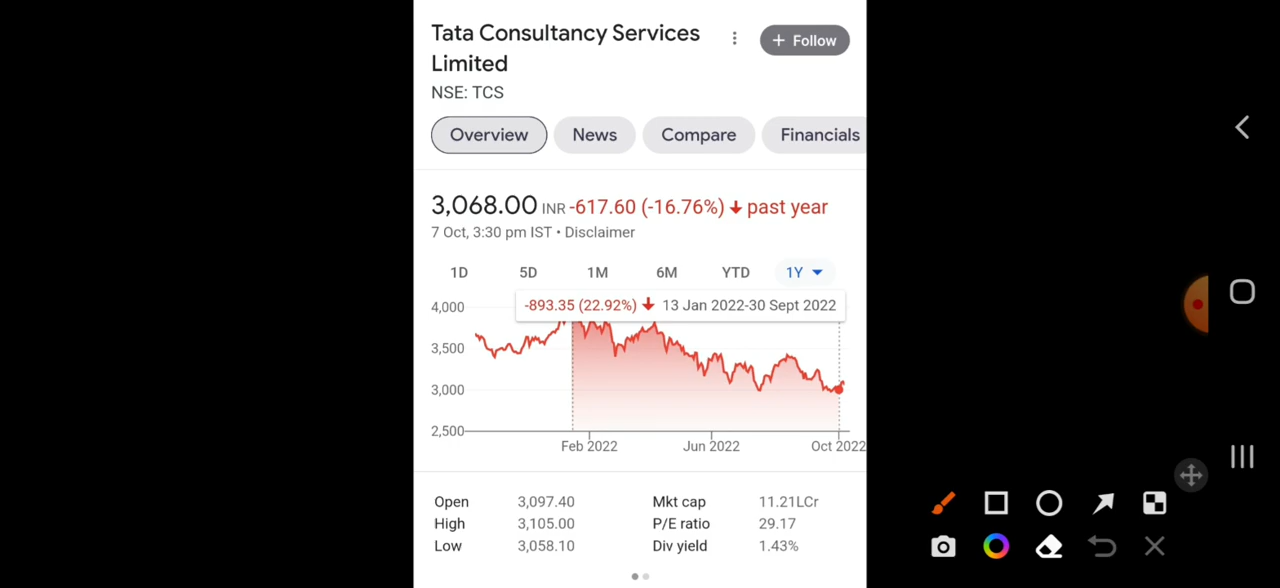 Tata Consultancy Services
Limited
+ Follow
NSE: TCS
Overview News Compare Financials
3,068.00 INR -617.60 (-16.76%) ↓ past year
7 Oct, 3:30 pm IST • Disclaimer
1D 5D 1M 6M YTD 1Y
-893.35 (22.92%) ↓ 13 Jan 2022-30 Sept 2022
4,000
3,500
3,000
2,500
Feb 2022 Jun 2022 Oct 2022
Open 3,097.40 Mkt cap 11.21LCr
High 3,105.00 P/E ratio 29.17
Low 3,058.10 Div yield 1.43%